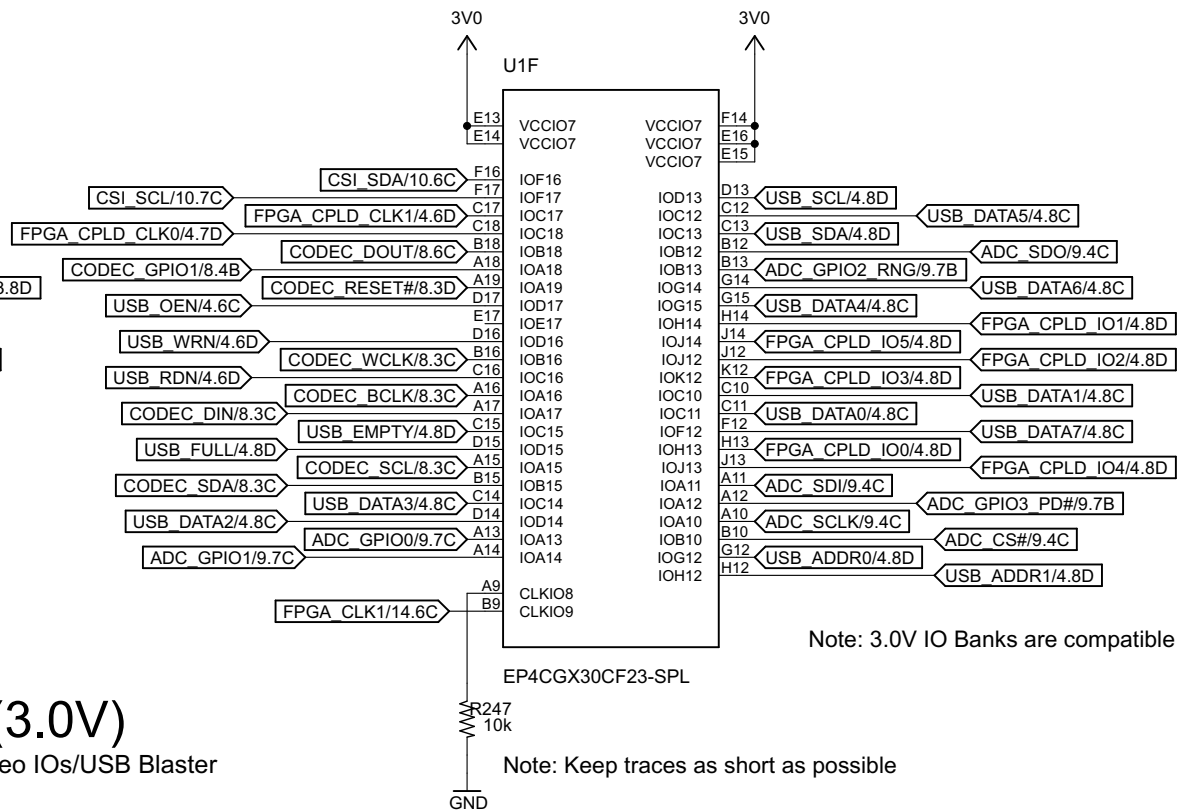 3V0 3V0
U1F
E13 VCCIO7 VCCIO7 F14
E14 VCCIO7 VCCIO7 E16
VCCIO7 E15
CSI_SDA/10.6C F16 IOF16
CSI_SCL/10.7C F17 IOF17 IOD13 D13 USB_SCL/4.8D
FPGA_CPLD_CLK1/4.6D C17 IOC17 IOC12 C12 USB_DATA5/4.8C
FPGA_CPLD_CLK0/4.7D C18 IOC18 IOC13 C13 USB_SDA/4.8D
CODEC_DOUT/8.6C B18 IOB18 IOB12 B12 ADC_SDO/9.4C
CODEC_GPIO1/8.4B A18 IOA18 IOB13 B13 ADC_GPIO2_RNG/9.7B
8.8D CODEC_RESET#/8.3D A19 IOA19 IOG14 G14 USB_DATA6/4.8C
USB_OEN/4.6C D17 IOD17 IOG15 G15 USB_DATA4/4.8C
E17 IOE17 IOH14 H14 FPGA_CPLD_IO1/4.8D
USB_WRN/4.6D D16 IOD16 IOJ14 J14 FPGA_CPLD_IO5/4.8D
CODEC_WCLK/8.3C B16 IOB16 IOJ12 J12 FPGA_CPLD_IO2/4.8D
USB_RDN/4.6D C16 IOC16 IOK12 K12 FPGA_CPLD_IO3/4.8D
CODEC_BCLK/8.3C A16 IOA16 IOC10 C10 USB_DATA1/4.8C
CODEC_DIN/8.3C A17 IOA17 IOC11 C11 USB_DATA0/4.8C
USB_EMPTY/4.8D C15 IOC15 IOF12 F12 USB_DATA7/4.8C
USB_FULL/4.8D D15 IOD15 IOH13 H13 FPGA_CPLD_IO0/4.8D
CODEC_SCL/8.3C A15 IOA15 IOJ13 J13 FPGA_CPLD_IO4/4.8D
CODEC_SDA/8.3C B15 IOB15 IOA11 A11 ADC_SDI/9.4C
USB_DATA3/4.8C C14 IOC14 IOA12 A12 ADC_GPIO3_PD#/9.7B
USB_DATA2/4.8C D14 IOD14 IOA10 A10 ADC_SCLK/9.4C
ADC_GPIO0/9.7C A13 IOA13 IOB10 B10 ADC_CS#/9.4C
ADC_GPIO1/9.7C A14 IOA14 IOG12 G12 USB_ADDR0/4.8D
IOH12 H12 USB_ADDR1/4.8D
A9 CLKIO8
FPGA_CLK1/14.6C B9 CLKIO9
Note: 3.0V IO Banks are compatible
EP4CGX30CF23-SPL
R247
10k
(3.0V)
eo IOs/USB Blaster
Note: Keep traces as short as possible
GND